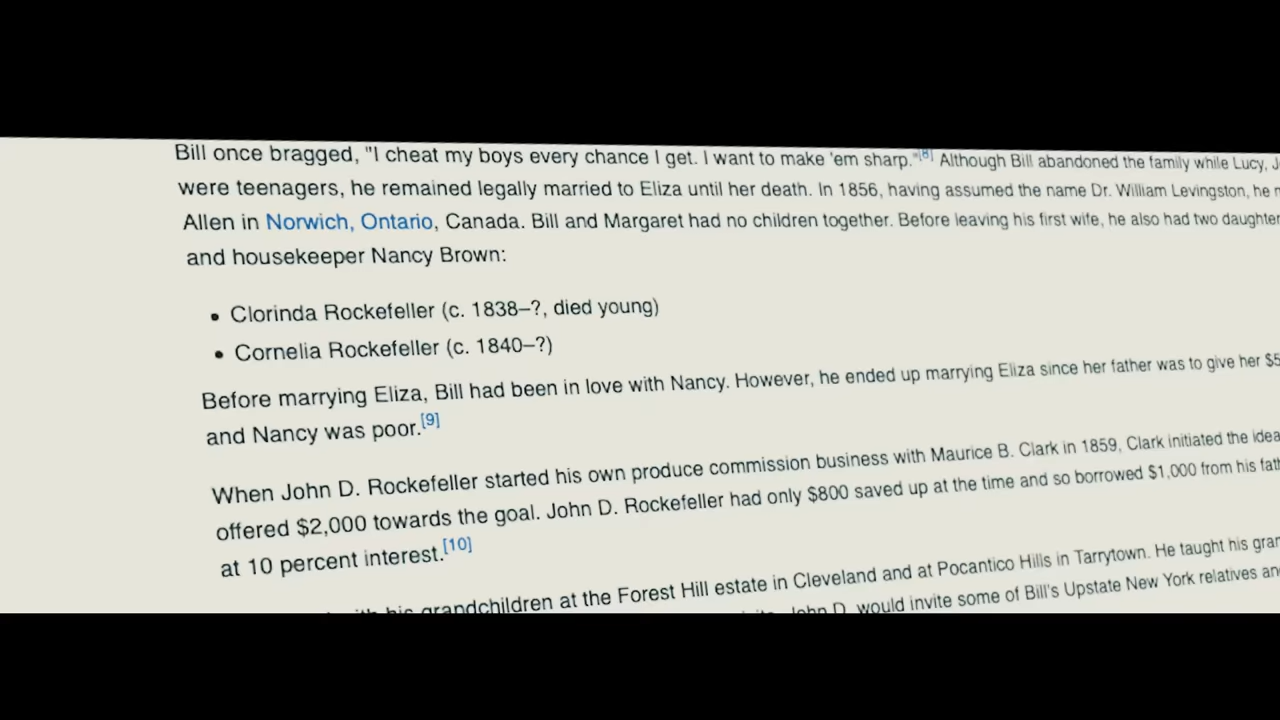 Bill once bragged, "I cheat my boys every chance I get. I want to make 'em sharp."[8] Although Bill abandoned the family while Lucy,
were teenagers, he remained legally married to Eliza until her death. In 1856, having assumed the name Dr. William Levingston, he
Allen in Norwich, Ontario, Canada. Bill and Margaret had no children together. Before leaving his first wife, he also had two
and housekeeper Nancy Brown:
• Clorinda Rockefeller (c. 1838–?, died young)
• Cornelia Rockefeller (c. 1840–?)
Before marrying Eliza, Bill had been in love with Nancy. However, he ended up marrying Eliza since her father was to give her
and Nancy was poor.[9]
When John D. Rockefeller started his own produce commission business with Maurice B. Clark in 1859, Clark initiated the idea
offered $2,000 towards the goal. John D. Rockefeller had only $800 saved up at the time and so borrowed $1,000 from his
at 10 percent interest.[10]
his grandchildren at the Forest Hill estate in Cleveland and at Pocantico Hills in Tarrytown. He taught his
John D. would invite some of Bill's Upstate New York relatives